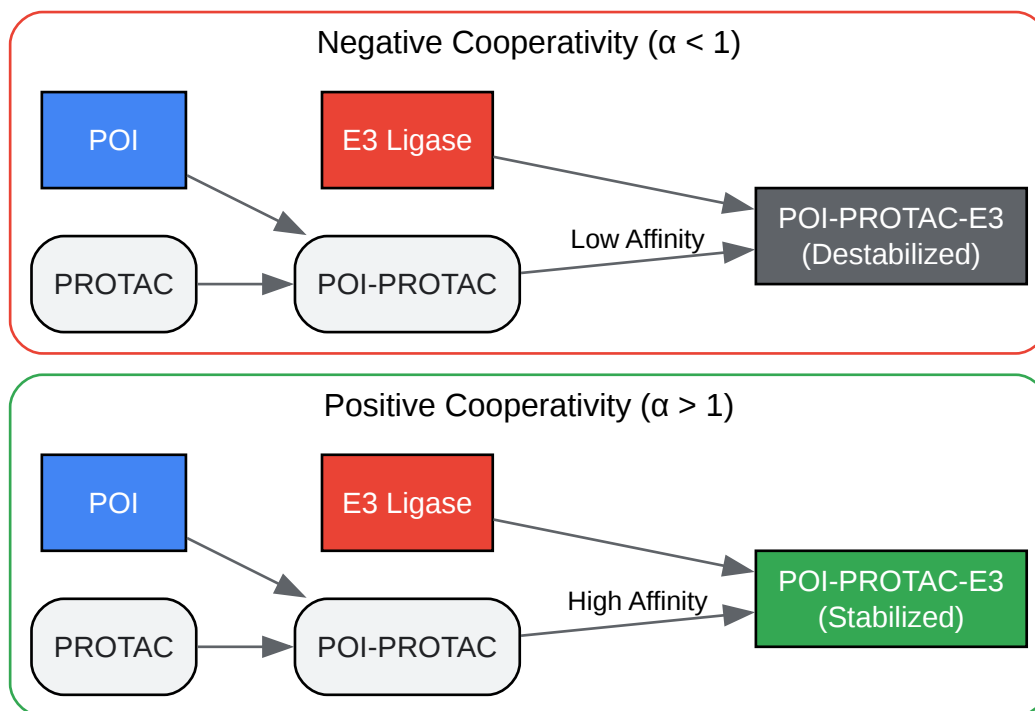 Negative Cooperativity (α < 1)
POI
E3 Ligase
PROTAC
POI-PROTAC
Low Affinity
POI-PROTAC-E3
(Destabilized)
Positive Cooperativity (α > 1)
POI
E3 Ligase
PROTAC
POI-PROTAC
High Affinity
POI-PROTAC-E3
(Stabilized)